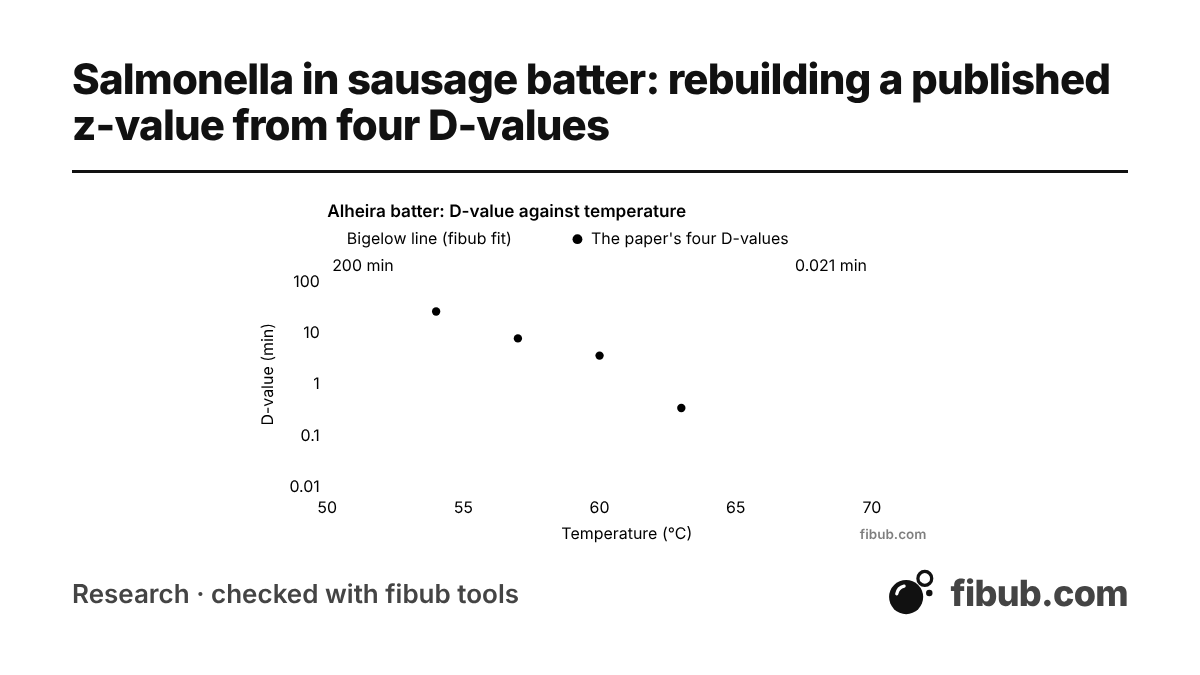 Salmonella in sausage batter: rebuilding a published
z-value from four D-values
Alheira batter: D-value against temperature
Bigelow line (fibub fit)
The paper's four D-values
200 min
0.021 min
100
10
1
0.1
0.01
D-value (min)
50
55
60
65
70
Temperature (°C)
fibub.com
Research · checked with fibub tools
fibub.com